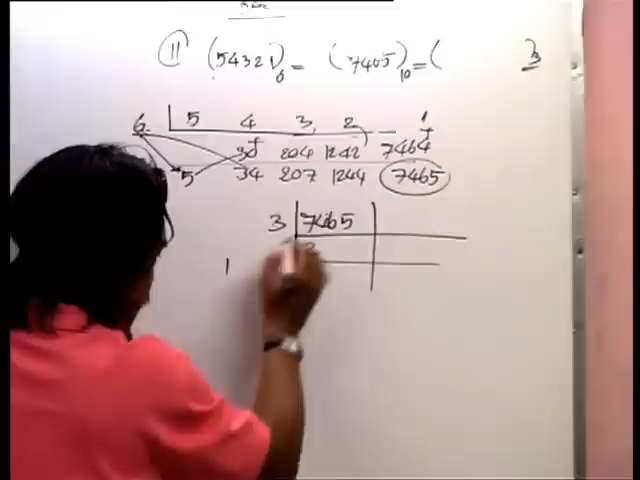 11 (54321)6 = (7465)10 = ( )3
6 5 4 3 2 1
30 204 1242 7464
5 34 207 1244 7465
3 7465
1